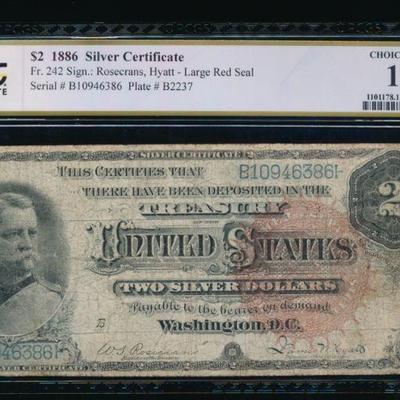 $2 1886 Silver Certificate
Fr. 242 Sign.: Rosecrans, Hyatt - Large Red Seal
Serial # B10946386 Plate # B2237
CHOICE
1101178.1
THIS CERTIFIES THAT
B10946386
THERE HAVE BEEN DEPOSITED IN THE
TREASURY
UNITED STATES
TWO SILVER DOLLARS
Payable to the bearer on demand
Washington, D.C.
B
946386